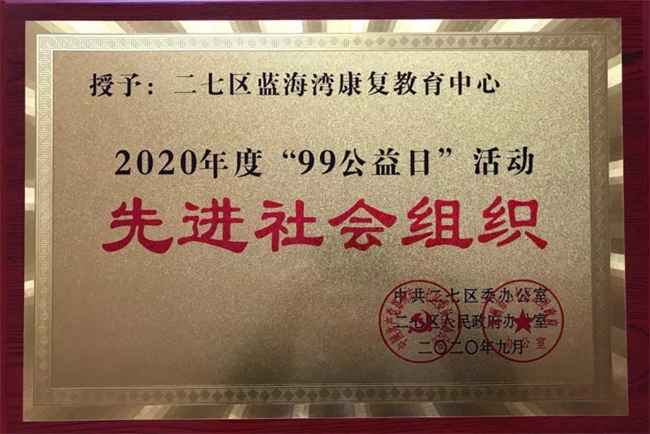 授予：二七区蓝海湾康复教育中心
2020年度“99公益日”活动
先进社会组织
中共二七区委办公室
二七区人民政府办公室
二〇二〇年九月